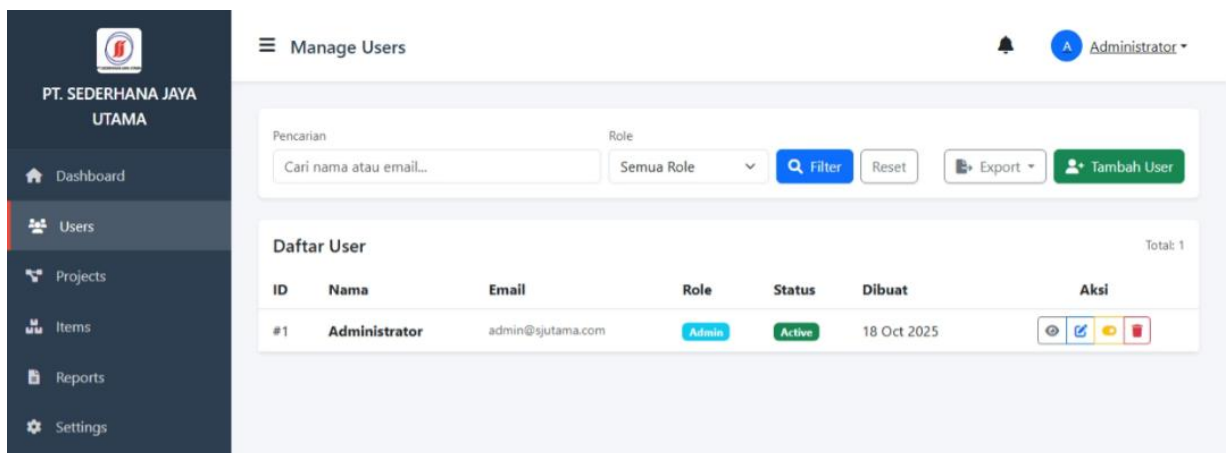 PT. SEDERHANA JAYA
UTAMA
Dashboard
Users
Projects
Items
Reports
Settings
Manage Users
A Administrator
Pencarian
Role
Cari nama atau email...
Semua Role
Filter
Reset
Export
Tambah User
Daftar User
Total: 1
ID Nama Email Role Status Dibuat Aksi
#1 Administrator admin@sjutama.com Admin Active 18 Oct 2025